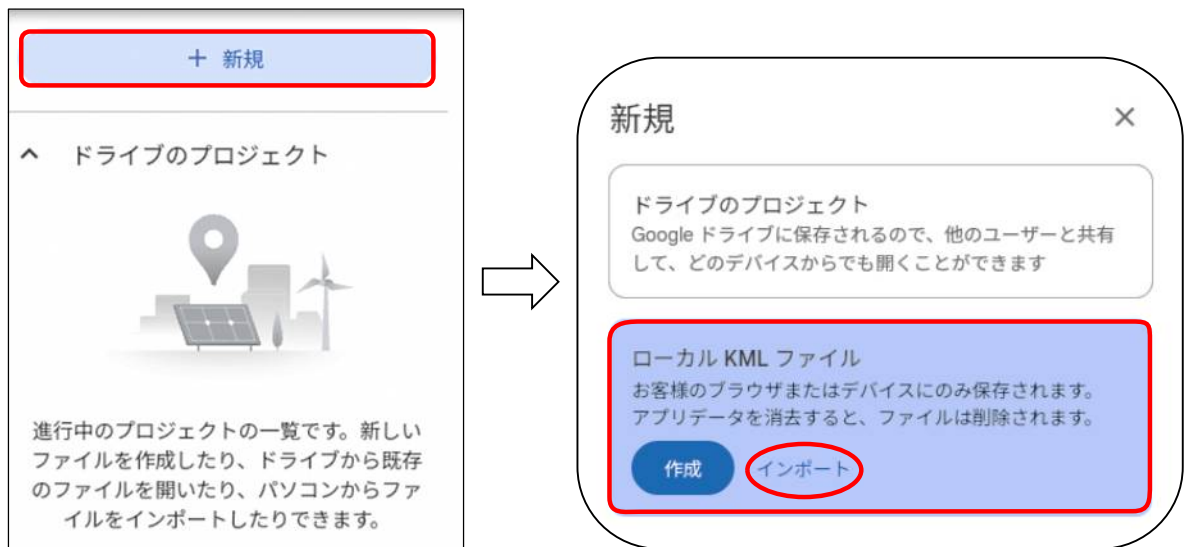 + 新規
ドライブのプロジェクト
進行中のプロジェクトの一覧です。新しい
ファイルを作成したり、ドライブから既存
のファイルを開いたり、パソコンからファ
イルをインポートしたりできます。
新規
ドライブのプロジェクト
Google ドライブに保存されるので、他のユーザーと共有
して、どのデバイスからでも開くことができます
ローカル KML ファイル
お客様のブラウザまたはデバイスにのみ保存されます。
アプリデータを消去すると、ファイルは削除されます。
作成 インポート